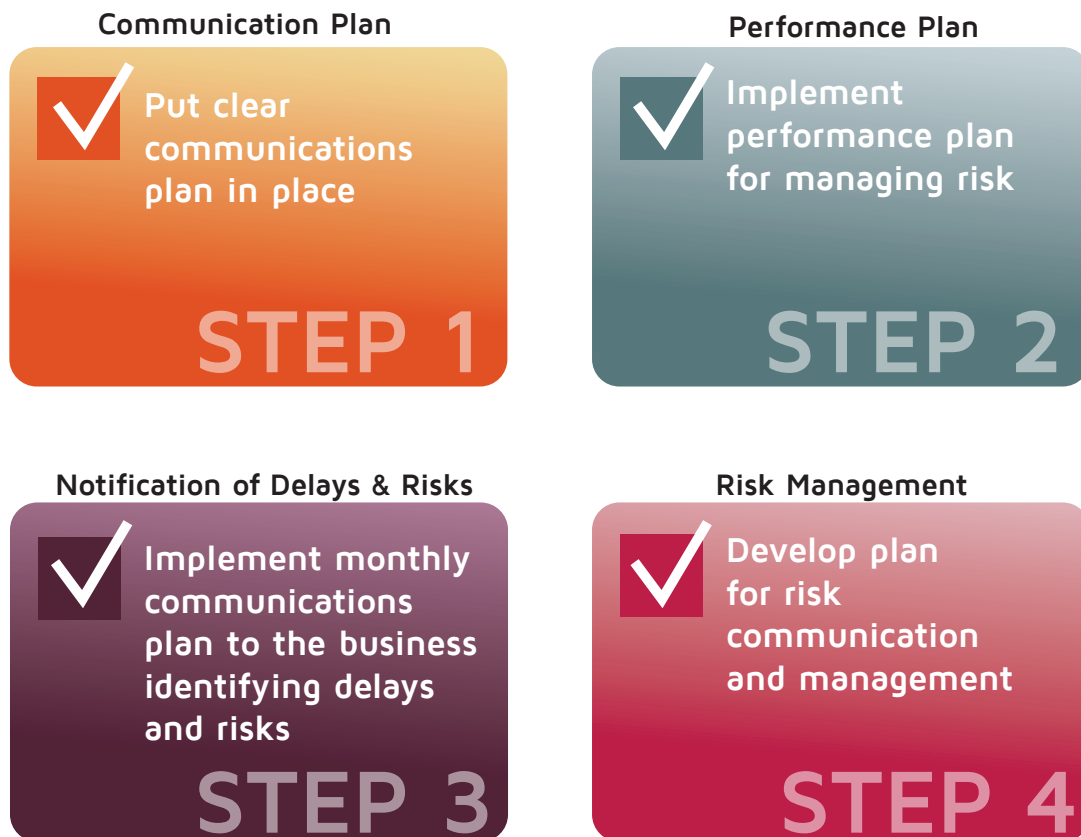 Communication Plan
Put clear
communications
plan in place
STEP 1
Performance Plan
Implement
performance plan
for managing risk
STEP 2
Notification of Delays & Risks
Implement monthly
communications
plan to the business
identifying delays
and risks
STEP 3
Risk Management
Develop plan
for risk
communication
and management
STEP 4